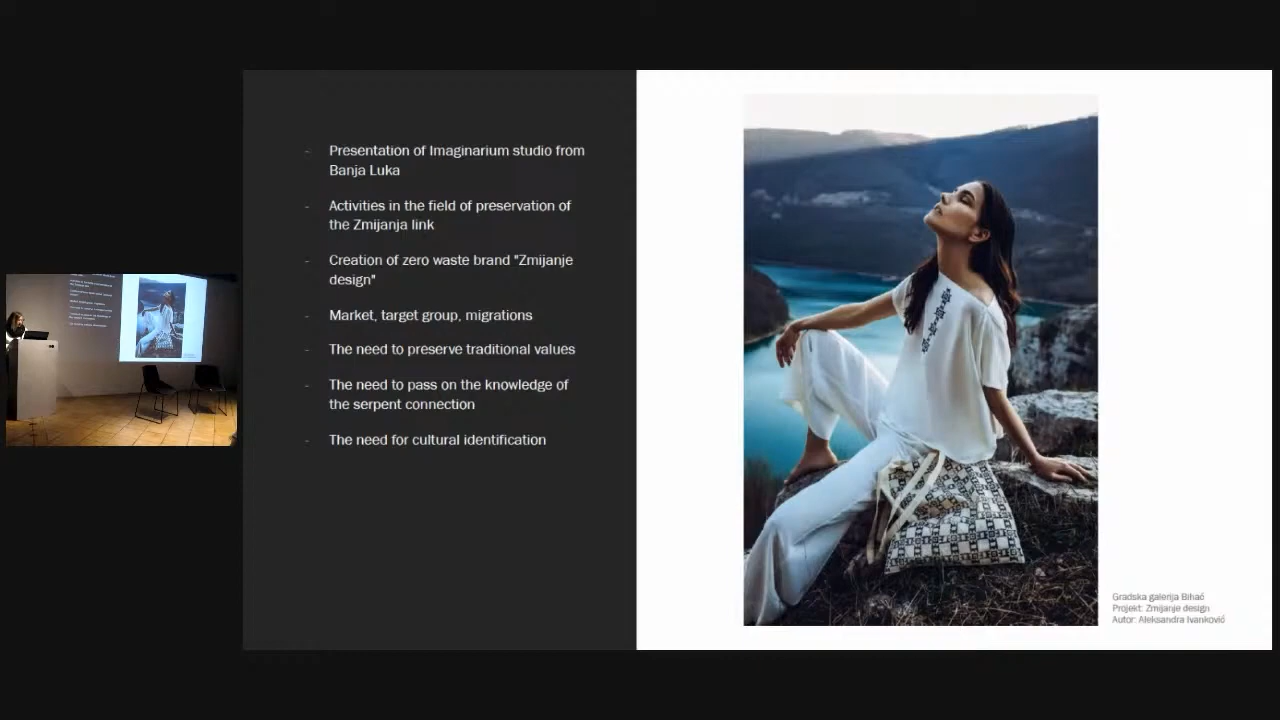 - Presentation of Imaginarium studio from
Banja Luka
- Activities in the field of preservation of
the Zmijanja link
- Creation of zero waste brand "Zmijanje
design"
- Market, target group, migrations
- The need to preserve traditional values
- The need to pass on the knowledge of
the serpent connection
- The need for cultural identification
Gradska galerija Bihać
Projekt: Zmijanje design
Autor: Aleksandra Ivanković